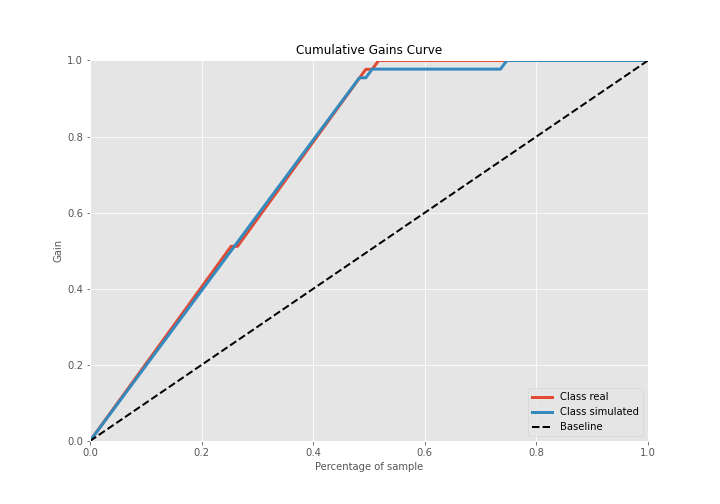 Cumulative Gains Curve
1.0
0.8
0.6
0.4
0.2
0.0
Gain
0.0 0.2 0.4 0.6 0.8 1.0
Percentage of sample
Class real
Class simulated
Baseline